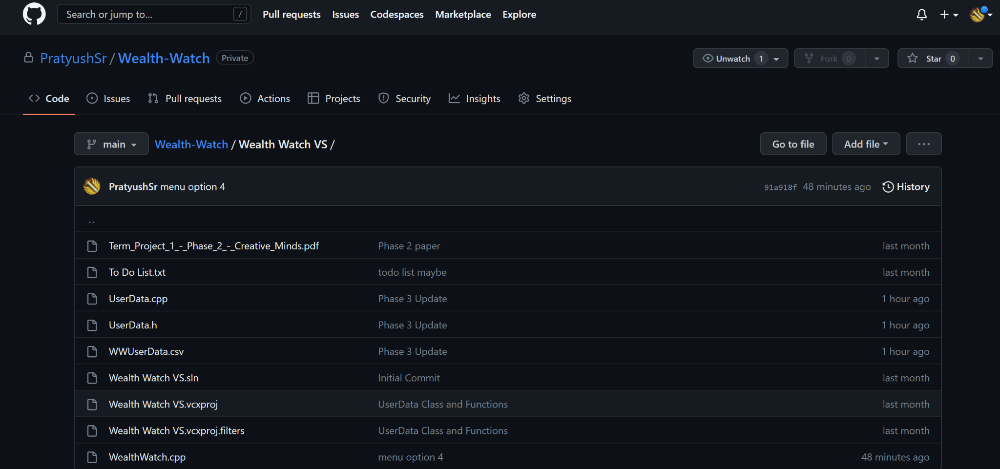 Search or jump to... / Pull requests Issues Codespaces Marketplace Explore
PratyushSr / Wealth-Watch Private Unwatch 1 Fork 0 Star 0
Code Issues Pull requests Actions Projects Security Insights Settings
main Wealth-Watch / Wealth Watch VS / Go to file Add file ...
PratyushSr menu option 4 91a918f 48 minutes ago History
..
Term_Project_1_-_Phase_2_-_Creative_Minds.pdf Phase 2 paper last month
To Do List.txt todo list maybe last month
UserData.cpp Phase 3 Update 1 hour ago
UserData.h Phase 3 Update 1 hour ago
WWUserData.csv Phase 3 Update 1 hour ago
Wealth Watch VS.sln Initial Commit last month
Wealth Watch VS.vcxproj UserData Class and Functions last month
Wealth Watch VS.vcxproj.filters UserData Class and Functions last month
WealthWatch.cpp menu option 4 48 minutes ago